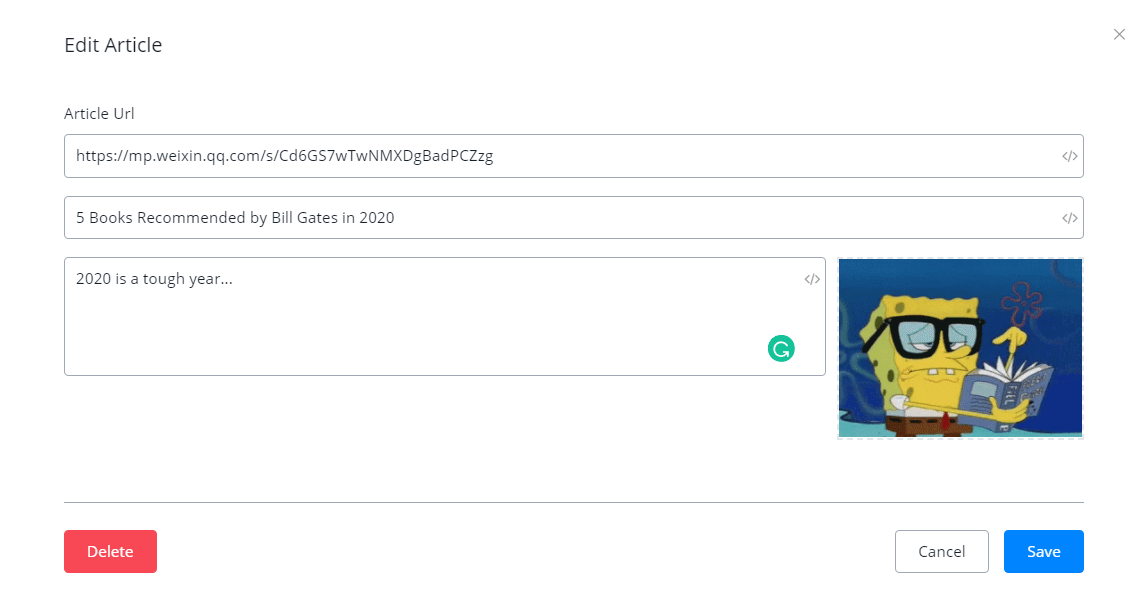 Edit Article
Article Url
https://mp.weixin.qq.com/s/Cd6GS7wTwNMXDgBadPCZzg
</>
5 Books Recommended by Bill Gates in 2020
</>
2020 is a tough year...
</>
Delete
Cancel
Save